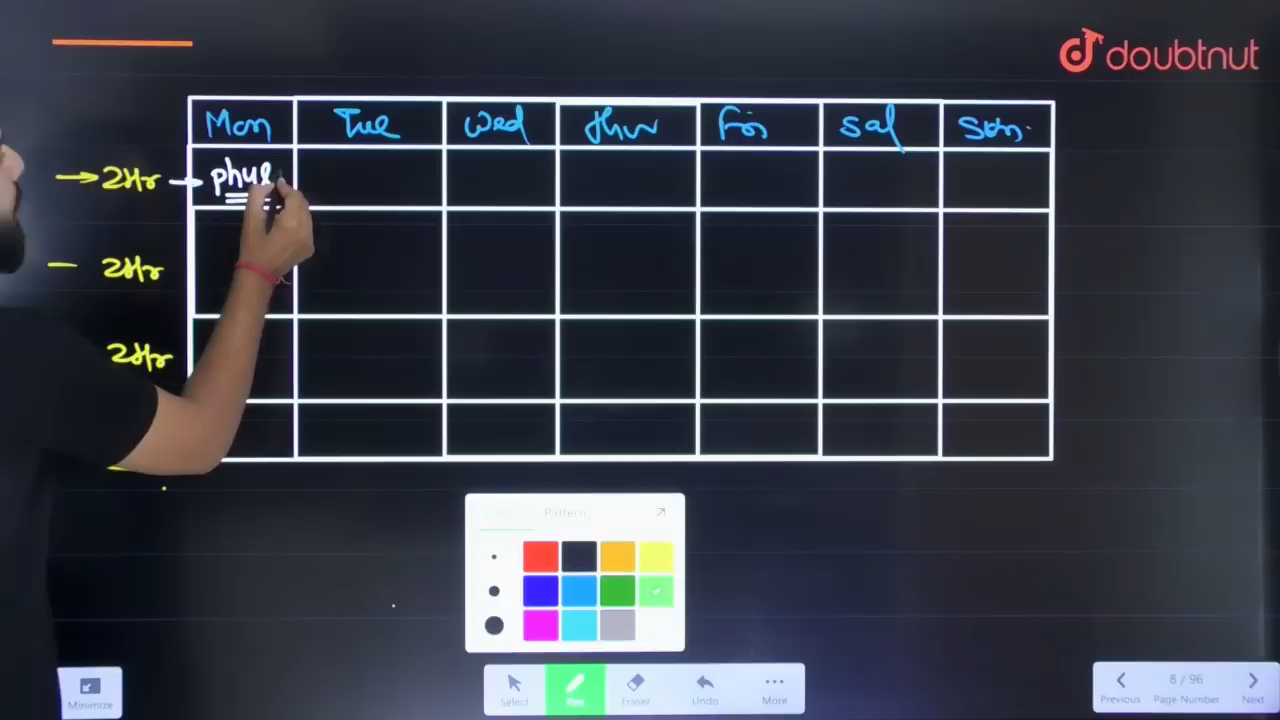 doubtnut
Mon Tue Wed thur Fri Sat Sun.
→ 2Hr → phys
- 2Hr
2Hr
Pattern
Select Pen Eraser Undo More
Minimize
8 / 96
Previous Page Number Next